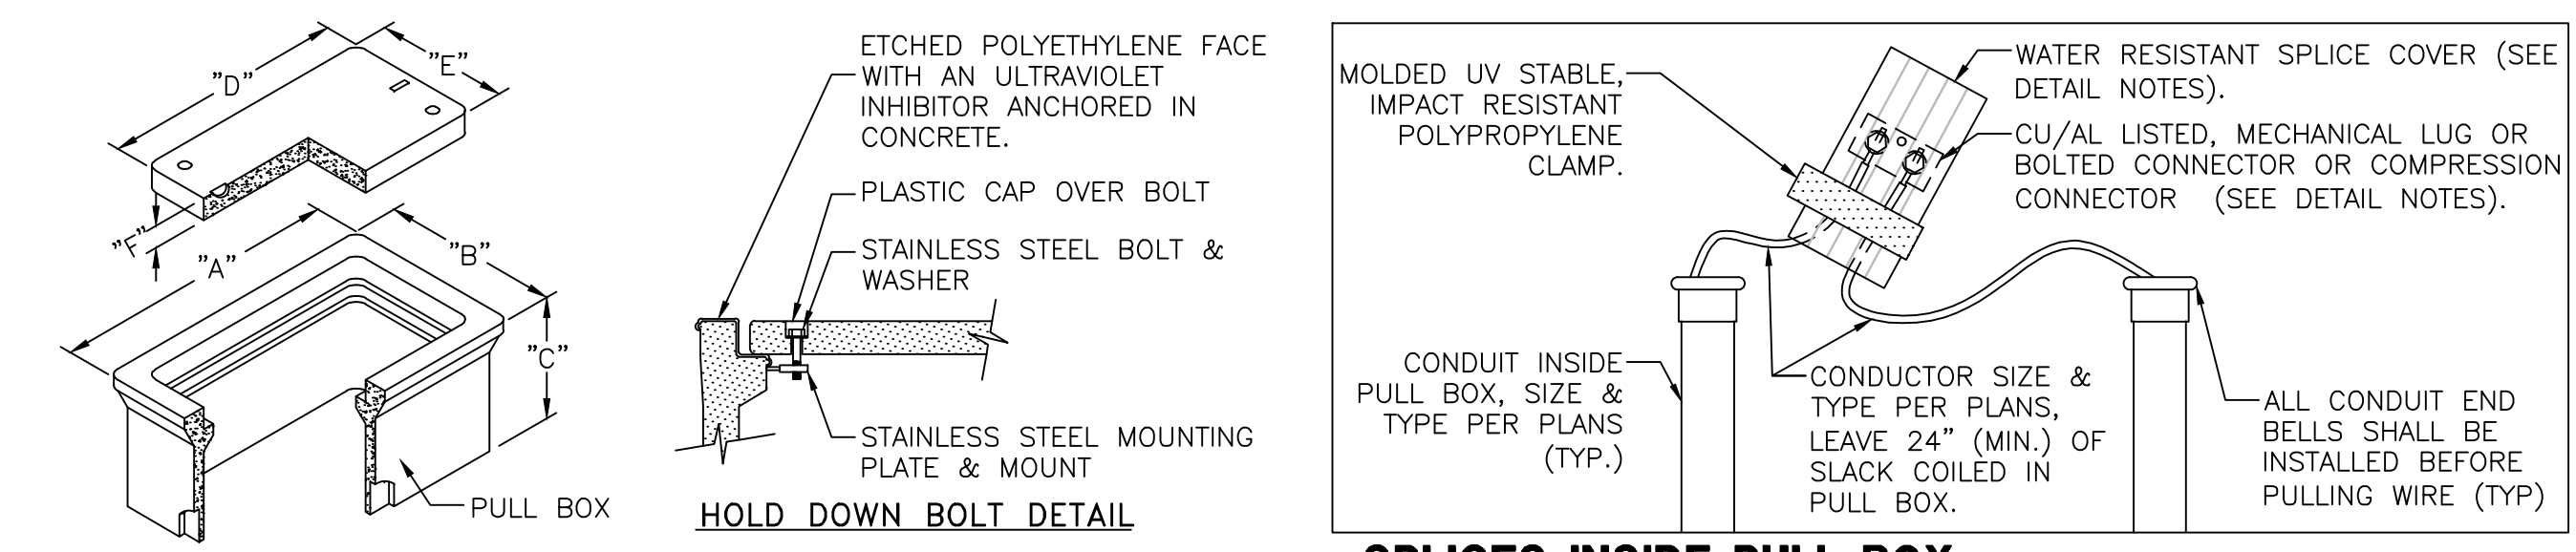 "D"
"E"
"F"
"A"
"B"
"C"
PULL BOX
ETCHED POLYETHYLENE FACE
WITH AN ULTRAVIOLET
INHIBITOR ANCHORED IN
CONCRETE.
PLASTIC CAP OVER BOLT
STAINLESS STEEL BOLT &
WASHER
STAINLESS STEEL MOUNTING
PLATE & MOUNT
HOLD DOWN BOLT DETAIL
MOLDED UV STABLE,
IMPACT RESISTANT
POLYPROPYLENE
CLAMP.
WATER RESISTANT SPLICE COVER (SEE
DETAIL NOTES).
CU/AL LISTED, MECHANICAL LUG OR
BOLTED CONNECTOR OR COMPRESSION
CONNECTOR (SEE DETAIL NOTES).
CONDUIT INSIDE
PULL BOX, SIZE &
TYPE PER PLANS
(TYP.)
CONDUCTOR SIZE &
TYPE PER PLANS,
LEAVE 24" (MIN.) OF
SLACK COILED IN
PULL BOX.
ALL CONDUIT END
BELLS SHALL BE
INSTALLED BEFORE
PULLING WIRE (TYP)
SPLICES INSIDE PULL BOX